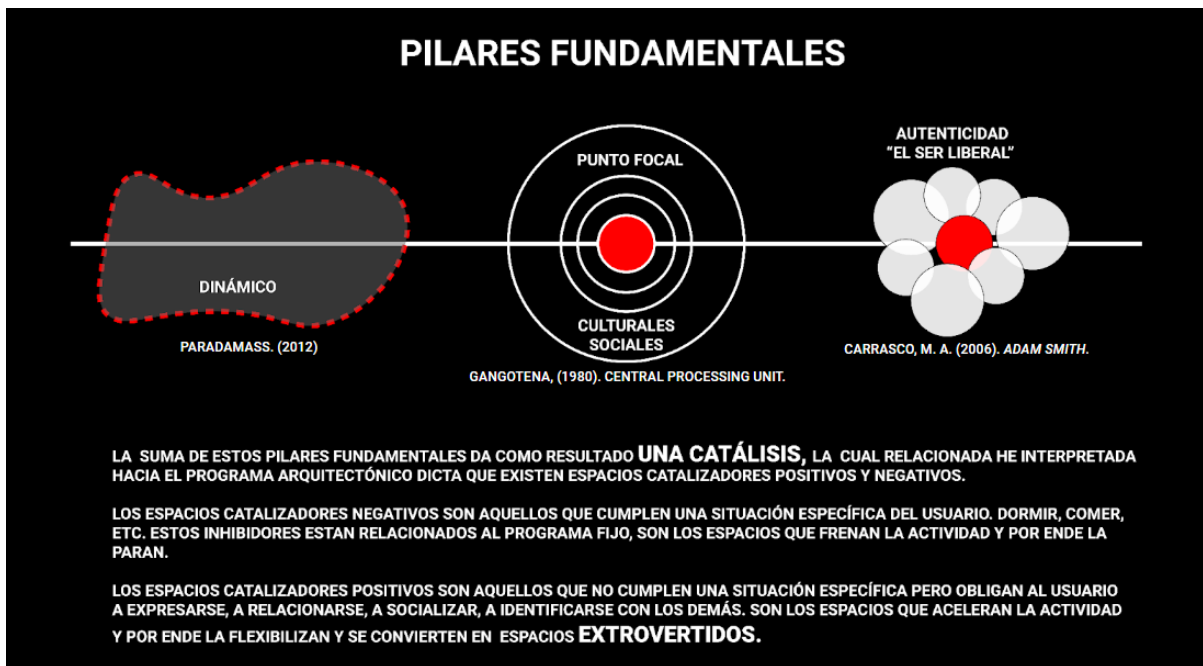 PILARES FUNDAMENTALES
DINÁMICO
PARADAMASS. (2012)
PUNTO FOCAL
CULTURALES
SOCIALES
GANGOTENA, (1980). CENTRAL PROCESSING UNIT.
AUTENTICIDAD
“EL SER LIBERAL”
CARRASCO, M. A. (2006). ADAM SMITH.
LA SUMA DE ESTOS PILARES FUNDAMENTALES DA COMO RESULTADO UNA CATÁLISIS, LA CUAL RELACIONADA HE INTERPRETADA
HACIA EL PROGRAMA ARQUITECTÓNICO DICTA QUE EXISTEN ESPACIOS CATALIZADORES POSITIVOS Y NEGATIVOS.
LOS ESPACIOS CATALIZADORES NEGATIVOS SON AQUELLOS QUE CUMPLEN UNA SITUACIÓN ESPECÍFICA DEL USUARIO. DORMIR, COMER,
ETC. ESTOS INHIBIDORES ESTAN RELACIONADOS AL PROGRAMA FIJO, SON LOS ESPACIOS QUE FRENAN LA ACTIVIDAD Y POR ENDE LA
PARAN.
LOS ESPACIOS CATALIZADORES POSITIVOS SON AQUELLOS QUE NO CUMPLEN UNA SITUACIÓN ESPECÍFICA PERO OBLIGAN AL USUARIO
A EXPRESARSE, A RELACIONARSE, A SOCIALIZAR, A IDENTIFICARSE CON LOS DEMÁS. SON LOS ESPACIOS QUE ACELERAN LA ACTIVIDAD
Y POR ENDE LA FLEXIBILIZAN Y SE CONVIERTEN EN ESPACIOS EXTROVERTIDOS.